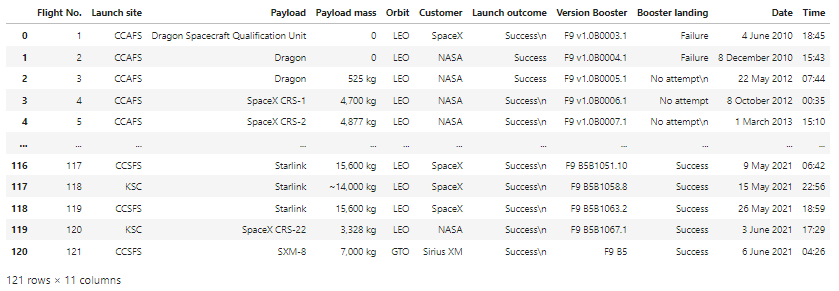 Flight No. Launch site Payload Payload mass Orbit Customer Launch outcome Version Booster Booster landing Date Time
0 1 CCAFS Dragon Spacecraft Qualification Unit 0 LEO SpaceX Success\n F9 v1.0B0003.1 Failure 4 June 2010 18:45
1 2 CCAFS Dragon 0 LEO NASA Success F9 v1.0B0004.1 Failure 8 December 2010 15:43
2 3 CCAFS Dragon 525 kg LEO NASA Success F9 v1.0B0005.1 No attempt\n 22 May 2012 07:44
3 4 CCAFS SpaceX CRS-1 4,700 kg LEO NASA Success\n F9 v1.0B0006.1 No attempt 8 October 2012 00:35
4 5 CCAFS SpaceX CRS-2 4,877 kg LEO NASA Success\n F9 v1.0B0007.1 No attempt\n 1 March 2013 15:10
... ... ... ... ... ... ... ... ... ... ... ...
116 117 CCSFS Starlink 15,600 kg LEO SpaceX Success\n F9 B5B1051.10 Success 9 May 2021 06:42
117 118 KSC Starlink ~14,000 kg LEO SpaceX Success\n F9 B5B1058.8 Success 15 May 2021 22:56
118 119 CCSFS Starlink 15,600 kg LEO SpaceX Success\n F9 B5B1063.2 Success 26 May 2021 18:59
119 120 KSC SpaceX CRS-22 3,328 kg LEO NASA Success\n F9 B5B1067.1 Success 3 June 2021 17:29
120 121 CCSFS SXM-8 7,000 kg GTO Sirius XM Success\n F9 B5 Success 6 June 2021 04:26
121 rows × 11 columns